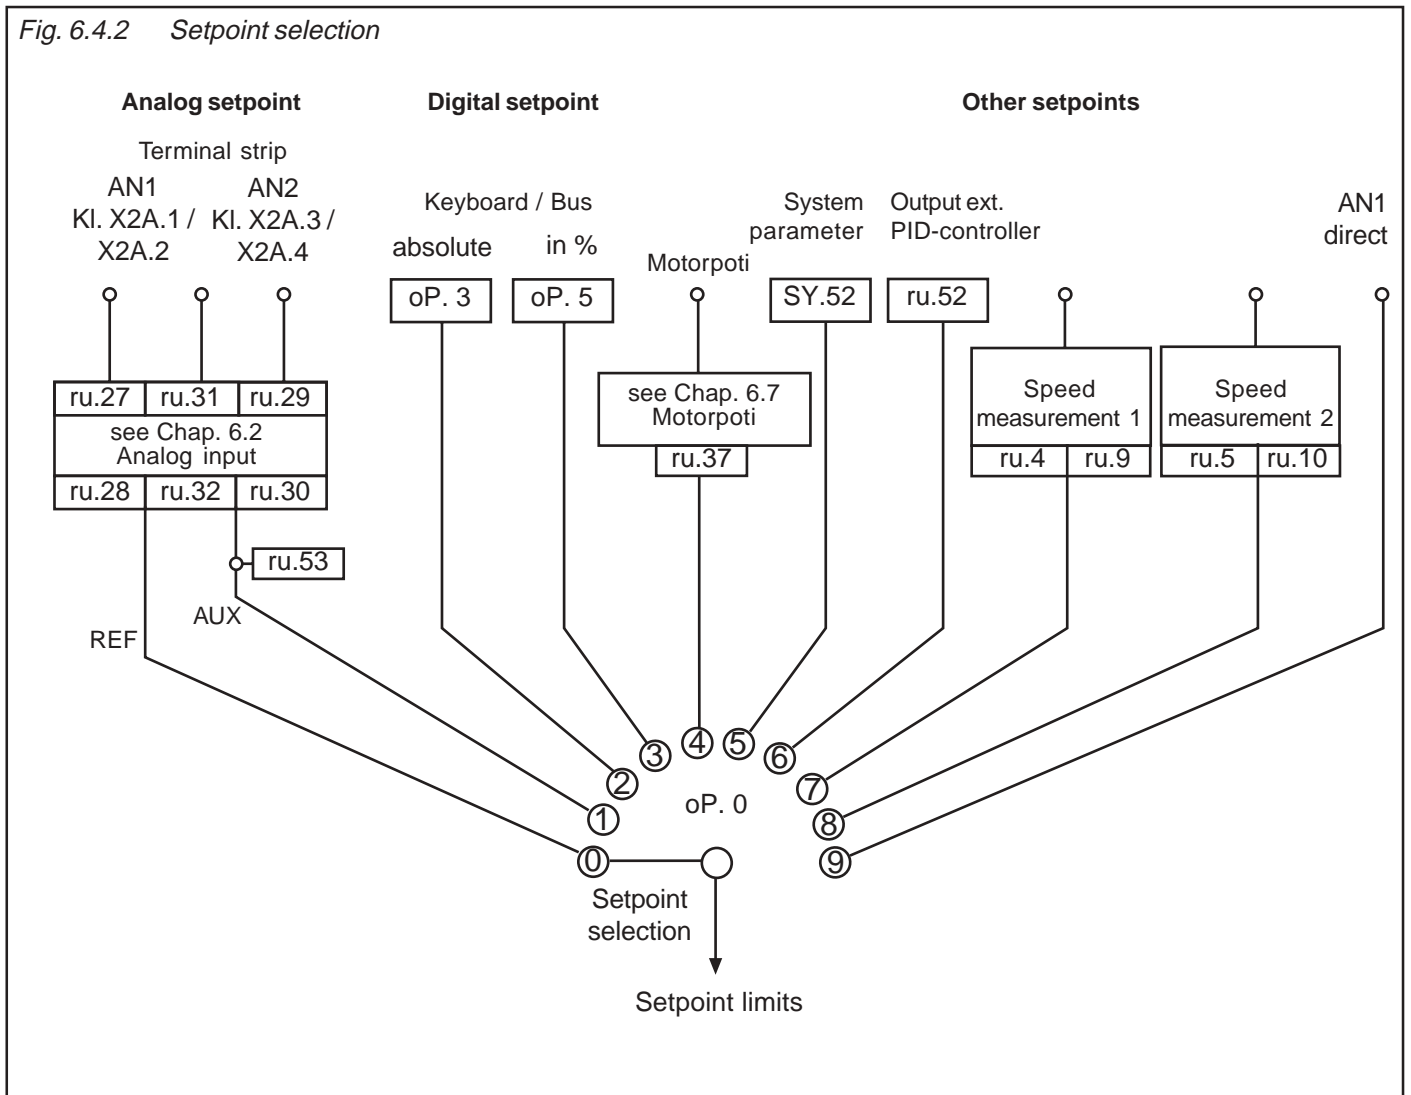 Fig. 6.4.2 Setpoint selection
Analog setpoint
Digital setpoint
Other setpoints
Terminal strip
AN1
Kl. X2A.1 /
X2A.2
AN2
Kl. X2A.3 /
X2A.4
Keyboard / Bus
absolute
in %
Motorpoti
System
parameter
Output ext.
PID-controller
AN1
direct
oP. 3
oP. 5
SY.52
ru.52
ru.27
ru.31
ru.29
see Chap. 6.2
Analog input
ru.28
ru.32
ru.30
see Chap. 6.7
Motorpoti
ru.37
Speed
measurement 1
ru.4
ru.9
Speed
measurement 2
ru.5
ru.10
ru.53
AUX
REF
4
5
3
6
2
7
oP. 0
1
8
0
9
Setpoint
selection
Setpoint limits